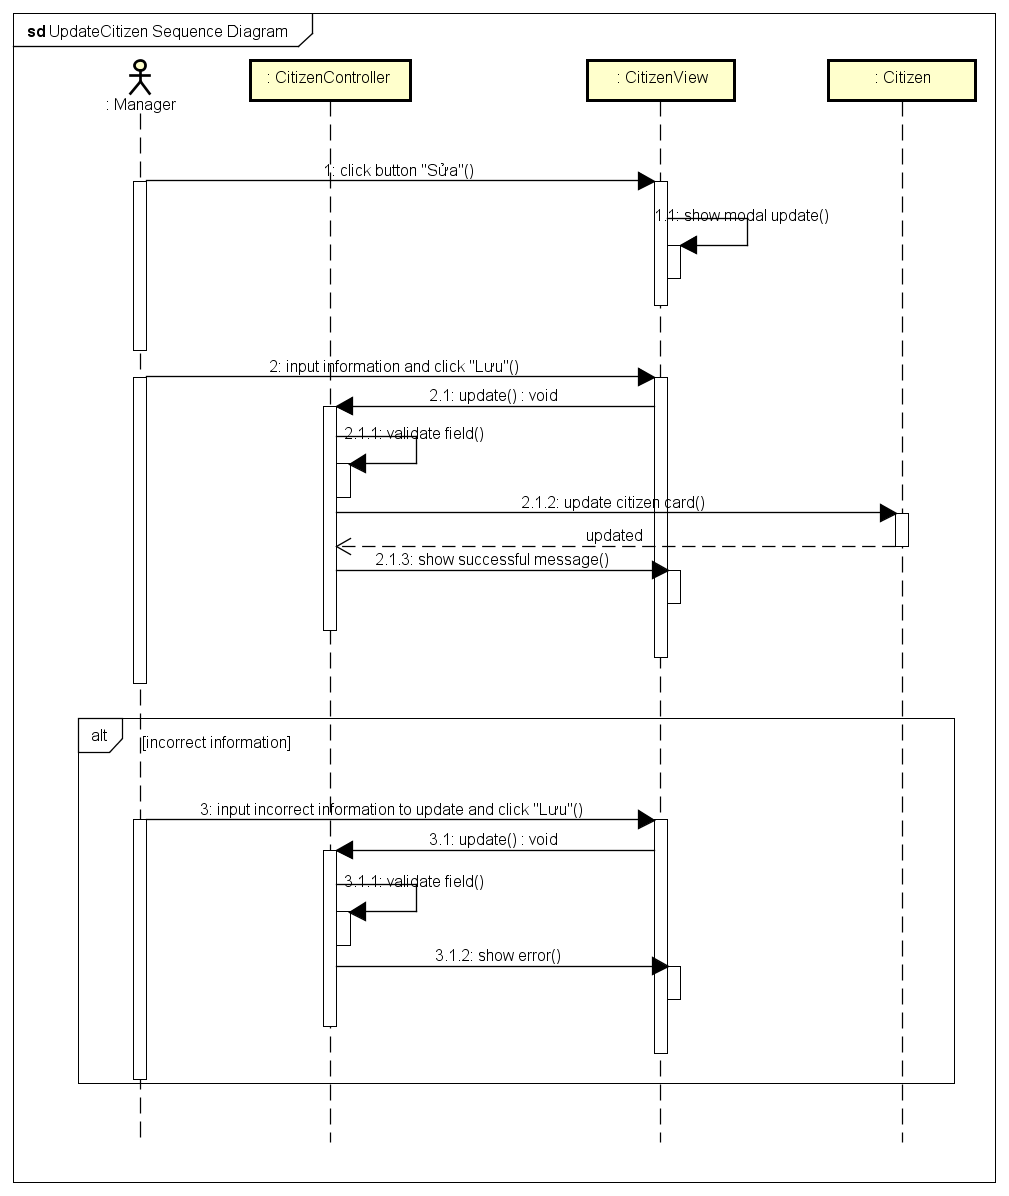 sd UpdateCitizen Sequence Diagram
: Manager
: CitizenController
: CitizenView
: Citizen
1: click button "Sửa"()
1.1: show modal update()
2: input information and click "Lưu"()
2.1: update() : void
2.1.1: validate field()
2.1.2: update citizen card()
updated
2.1.3: show successful message()
alt
[incorrect information]
3: input incorrect information to update and click "Lưu"()
3.1: update() : void
3.1.1: validate field()
3.1.2: show error()